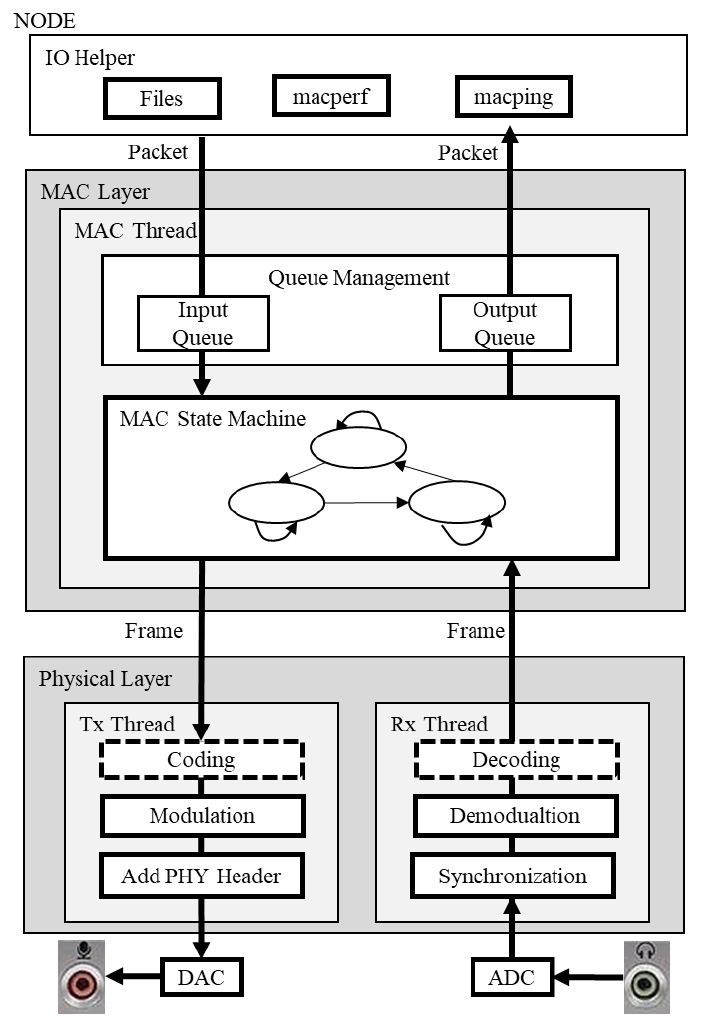 NODE
IO Helper
Files
macperf
macping
Packet
Packet
MAC Layer
MAC Thread
Queue Management
Input
Queue
Output
Queue
MAC State Machine
Frame
Frame
Physical Layer
Tx Thread
Rx Thread
Coding
Decoding
Modulation
Demodualtion
Add PHY Header
Synchronization
DAC
ADC